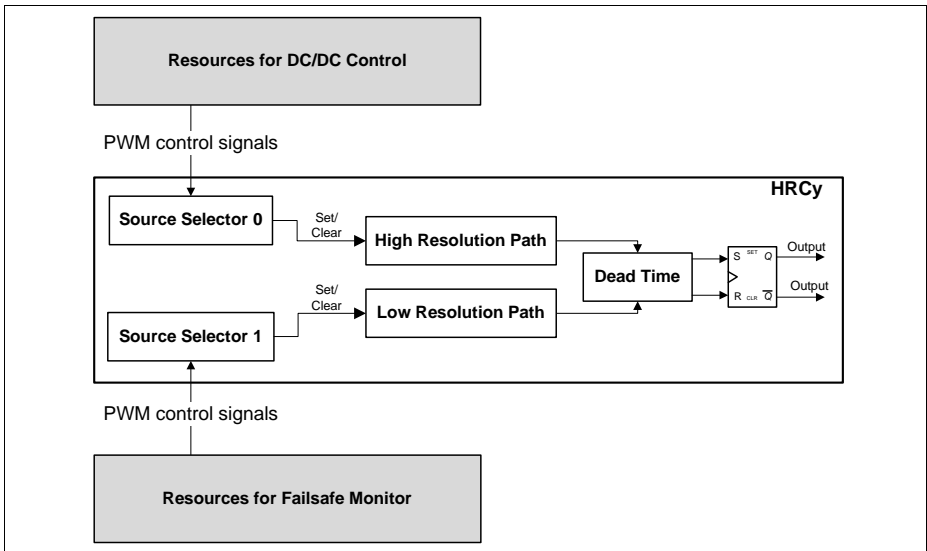 Resources for DC/DC Control
PWM control signals
HRCy
Source Selector 0
Set/
Clear
High Resolution Path
Dead Time
S SET Q
R CLR Q
Output
Output
Set/
Clear
Low Resolution Path
Source Selector 1
PWM control signals
Resources for Failsafe Monitor